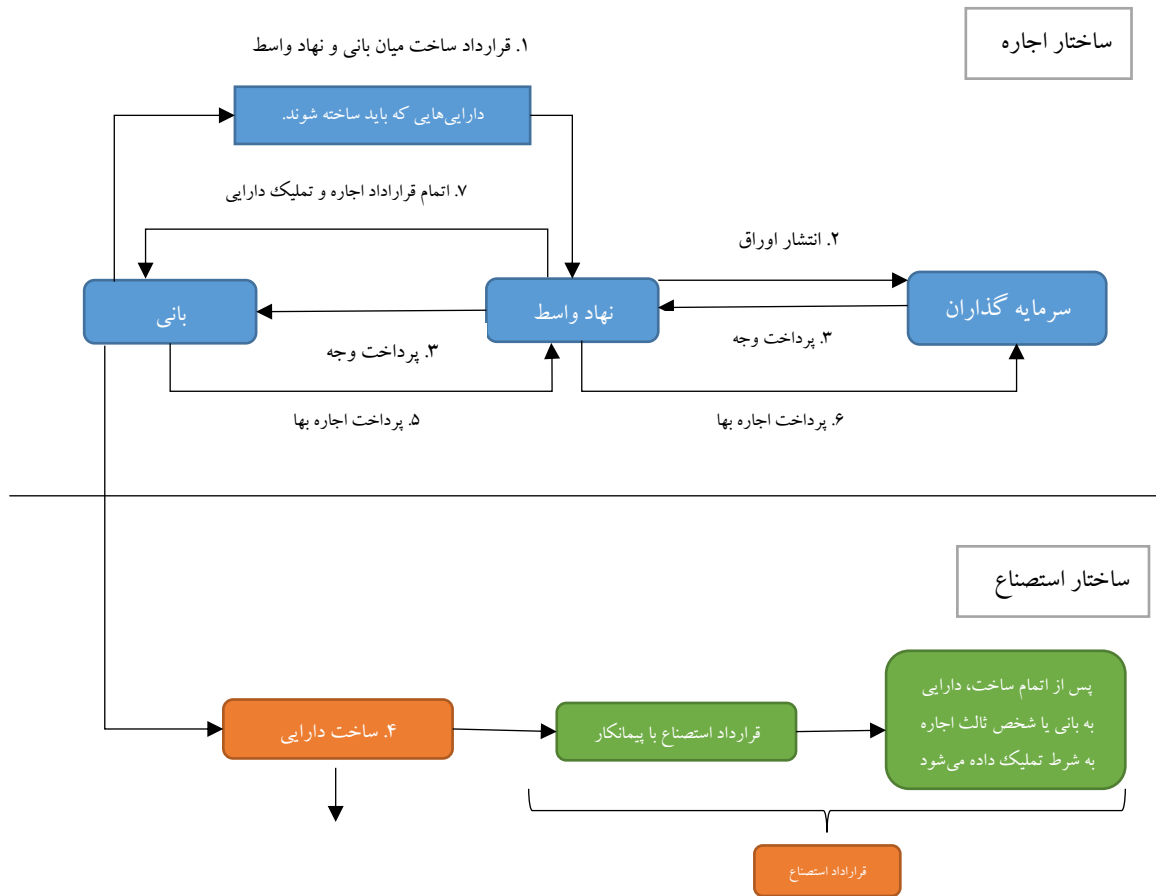 ساختار اجاره
۱. قرارداد ساخت میان بانی و نهاد واسط
دارایی‌هایی که باید ساخته شوند.
۷. اتمام قراراداد اجاره و تملیک دارایی
۲. انتشار اوراق
سرمایه گذاران
نهاد واسط
بانی
۳. پرداخت وجه
۳. پرداخت وجه
۶. پرداخت اجاره بها
۵. پرداخت اجاره بها
ساختار استصناع
پس از اتمام ساخت، دارایی
به بانی یا شخص ثالث اجاره
به شرط تملیک داده می‌شود
قرارداد استصناع با پیمانکار
۴. ساخت دارایی
قراراداد استصناع